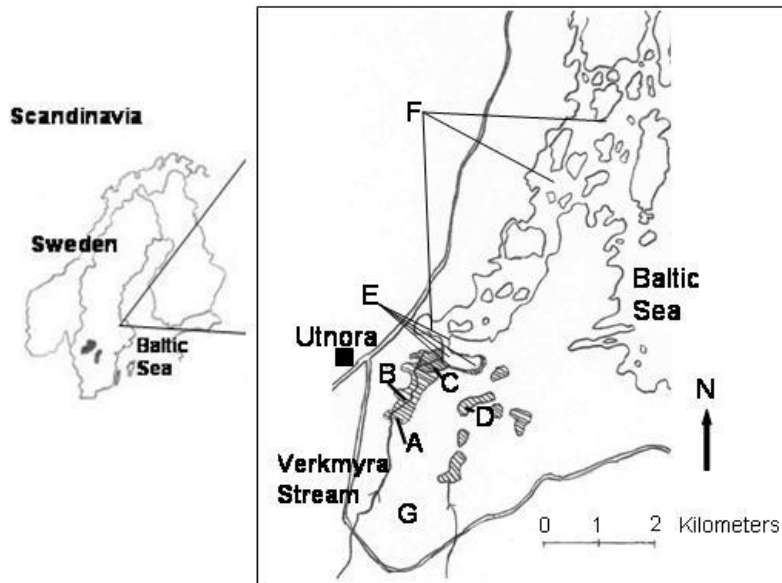 Scandinavia
Sweden
Baltic
Sea
F
E
Utnora
B
C
D
A
Verkmyra
Stream
G
Baltic
Sea
N
0 1 2 Kilometers